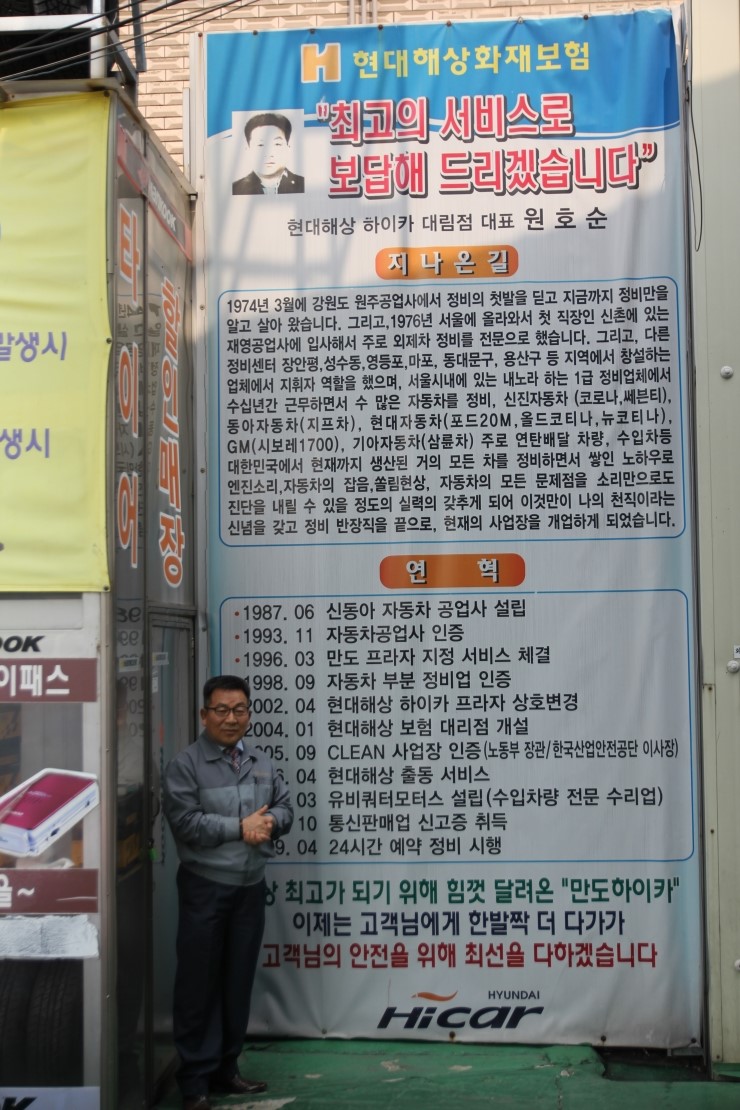 H 현대해상화재보험
"최고의 서비스로
보답해 드리겠습니다"
현대해상 하이카 대림점 대표 원호순
지나온길
1974년 3월에 강원도 원주공업사에서 정비의 첫발을 딛고 지금까지 정비만을
알고 살아 왔습니다. 그리고,1976년 서울에 올라와서 첫 직장인 신촌에 있는
재영공업사에 입사해서 주로 외제차 정비를 전문으로 했습니다. 그리고, 다른
정비센터 장안평,성수동,영등포,마포, 동대문구, 용산구 등 지역에서 창설하는
업체에서 지휘자 역할을 했으며, 서울시내에 있는 내노라 하는 1급 정비업체에서
수십년간 근무하면서 수 많은 자동차를 정비, 신진자동차 (코로나,쎄븐티),
동아자동차(지프차), 현대자동차(포드20M,올드코티나,뉴코티나),
GM(시보레1700), 기아자동차(삼륜차) 주로 연탄배달 차량, 수입차등
대한민국에서 현재까지 생산된 거의 모든 차를 정비하면서 쌓인 노하우로
엔진소리,자동차의 잡음,쏠림현상, 자동차의 모든 문제점을 소리만으로도
진단을 내릴 수 있을 정도의 실력의 갖추게 되어 이것만이 나의 천직이라는
신념을 갖고 정비 반장직을 끝으로, 현재의 사업장을 개업하게 되었습니다.
연 혁
•1987. 06 신동아 자동차 공업사 설립
•1993. 11 자동차공업사 인증
•1996. 03 만도 프라자 지정 서비스 체결
1998. 09 자동차 부분 정비업 인증
2002. 04 현대해상 하이카 프라자 상호변경
2004. 01 현대해상 보험 대리점 개설
005. 09 CLEAN 사업장 인증(노동부 장관/한국산업안전공단 이사장)
04 현대해상 출동 서비스
03 유비쿼터모터스 설립(수입차량 전문 수리업)
10 통신판매업 신고증 취득
09. 04 24시간 예약 정비 시행
상 최고가 되기 위해 힘껏 달려온 "만도하이카"
이제는 고객님에게 한발짝 더 다가가
고객님의 안전을 위해 최선을 다하겠습니다
HYUNDAI
Hicar
타이어
할인매장
발생시
생시
OOK
이패스
을~
OK